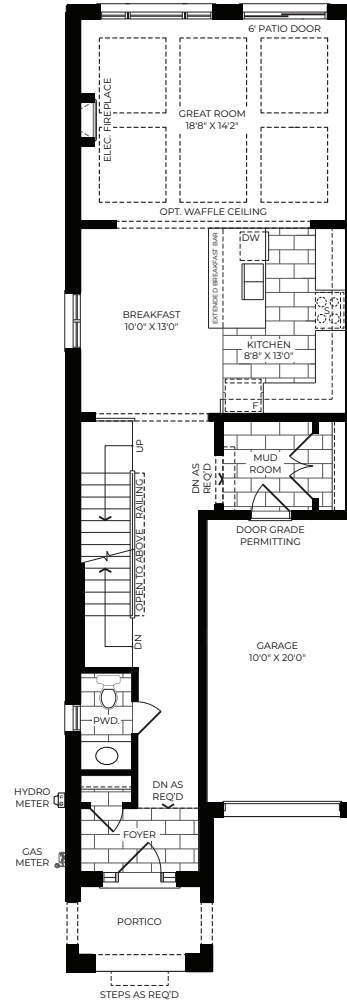 6' PATIO DOOR
ELEC. FIREPLACE
GREAT ROOM
18'8" X 14'2"
OPT. WAFFLE CEILING
EXTENDED BREAKFAST BAR
DW
BREAKFAST
10'0" X 13'0"
S
KITCHEN
8'8" X 13'0"
F
UP
DN AS
REQ'D
MUD
ROOM
OPEN TO ABOVE
RAILING
DOOR GRADE
PERMITTING
DN
GARAGE
10'0" X 20'0"
PWD.
HYDRO
METER
DN AS
REQ'D
FOYER
GAS
METER
PORTICO
STEPS AS REQ'D